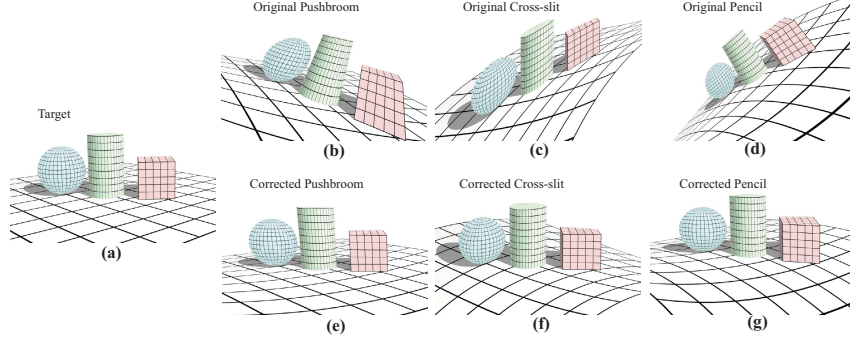 Original Pushbroom
Original Cross-slit
Original Pencil
Target
(b)
(c)
(d)
Corrected Pushbroom
Corrected Cross-slit
Corrected Pencil
(a)
(e)
(f)
(g)